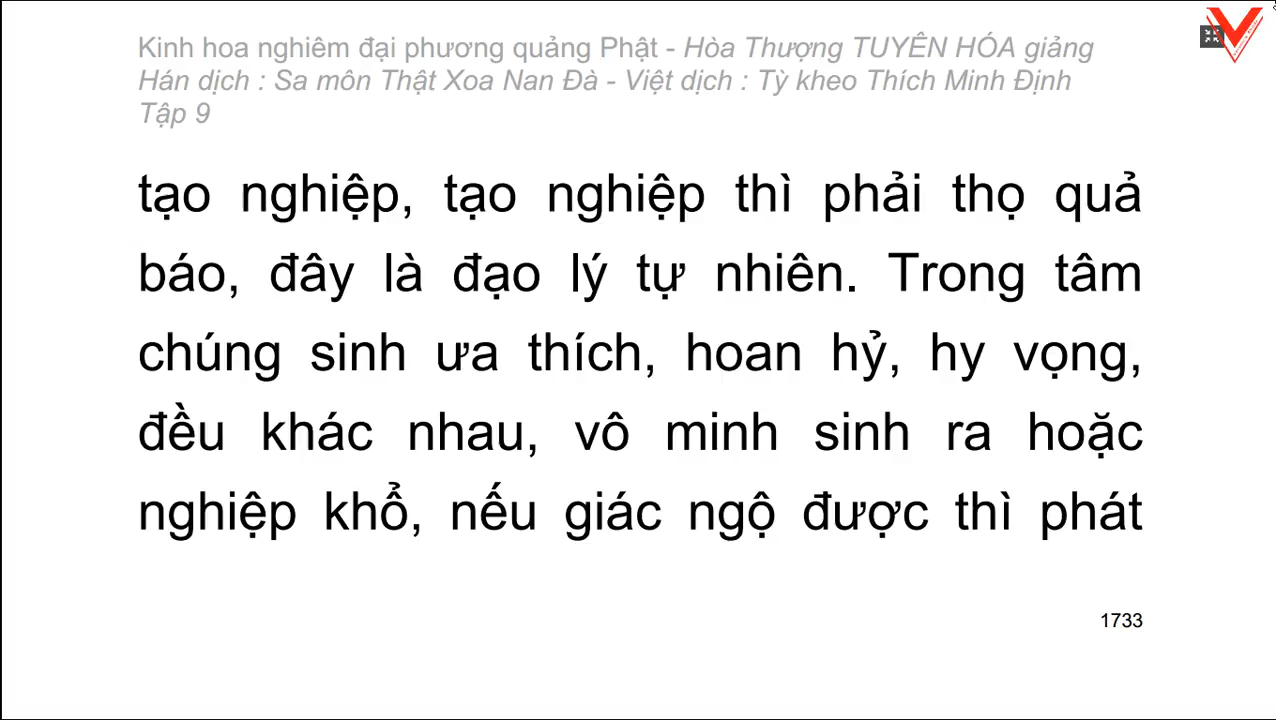 Kinh hoa nghiêm đại phương quảng Phật - Hòa Thượng TUYÊN HÓA giảng
Hán dịch : Sa môn Thật Xoa Nan Đà - Việt dịch : Tỳ kheo Thích Minh Định
Tập 9
tạo nghiệp, tạo nghiệp thì phải thọ quả
báo, đây là đạo lý tự nhiên. Trong tâm
chúng sinh ưa thích, hoan hỷ, hy vọng,
đều khác nhau, vô minh sinh ra hoặc
nghiệp khổ, nếu giác ngộ được thì phát
1733